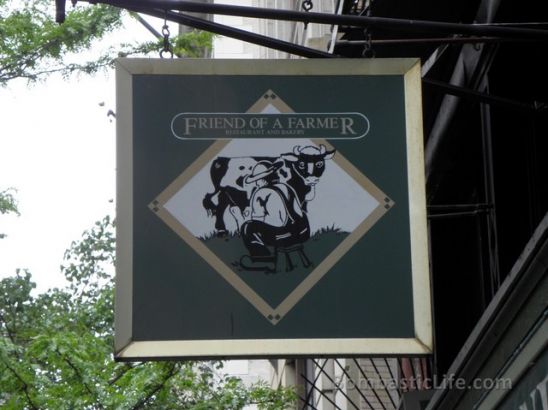 FRIEND OF A FARMER
RESTAURANT AND BAKERY
BombasticLife.com